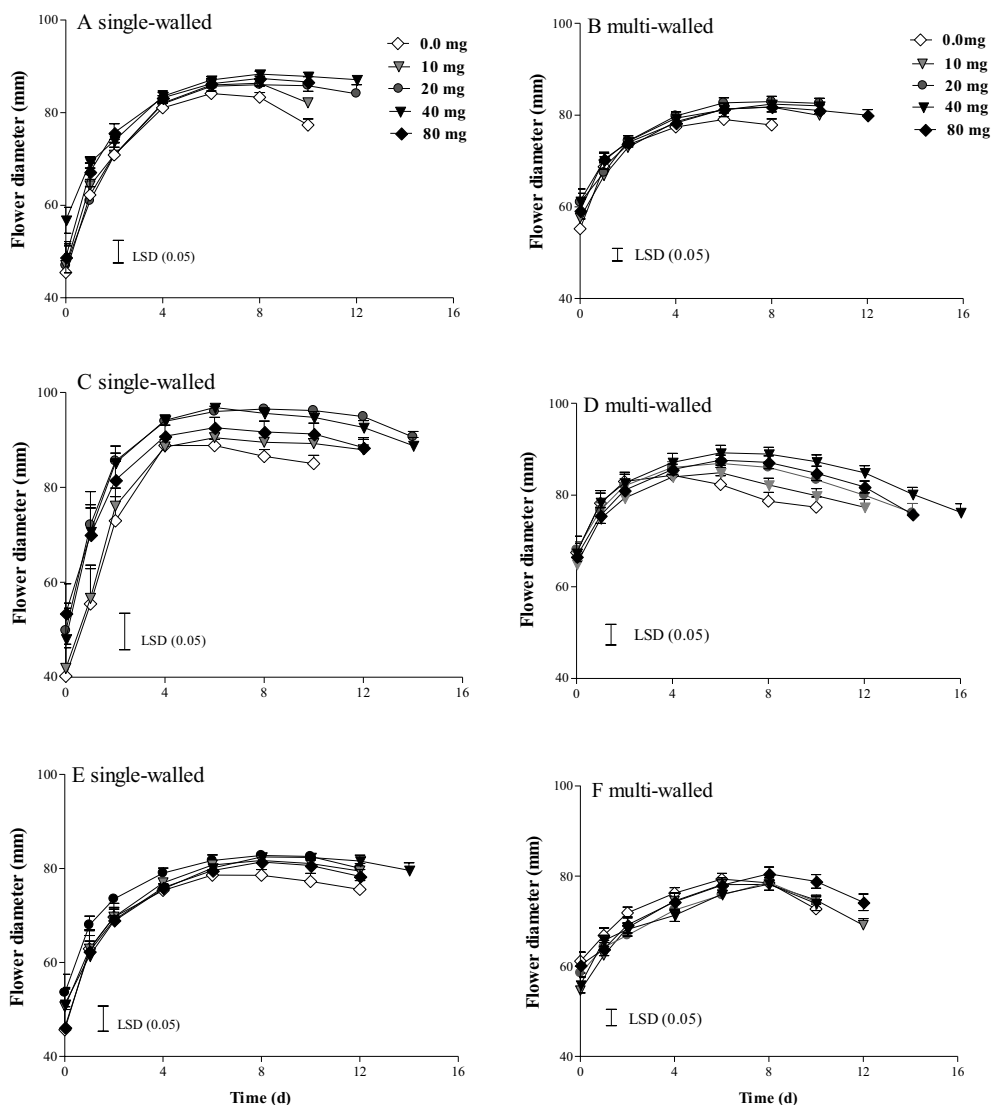 A single-walled
0.0 mg
10 mg
20 mg
40 mg
80 mg
Flower diameter (mm)
100
80
60
40
LSD (0.05)
0
4
8
12
16
B multi-walled
0.0mg
10 mg
20 mg
40 mg
80 mg
Flower diameter (mm)
100
80
60
40
LSD (0.05)
0
4
8
12
16
C single-walled
Flower diameter (mm)
100
80
60
40
LSD (0.05)
0
4
8
12
16
D multi-walled
Flower diameter (mm)
100
80
60
40
LSD (0.05)
0
4
8
12
16
E single-walled
Flower diameter (mm)
100
80
60
40
LSD (0.05)
0
4
8
12
16
Time (d)
F multi-walled
Flower diameter (mm)
100
80
60
40
LSD (0.05)
0
4
8
12
16
Time (d)